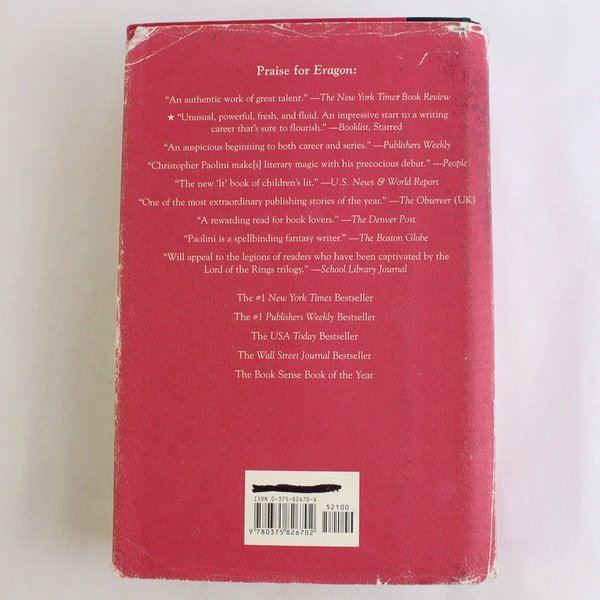 Praise for Eragon:
“An authentic work of great talent.” —The New York Times Book Review
★ “Unusual, powerful, fresh, and fluid. An impressive start to a writing
career that's sure to flourish.” —Booklist, Starred
“An auspicious beginning to both career and series.” —Publishers Weekly
“Christopher Paolini make[s] literary magic with his precocious debut.” —People
“The new ‘It’ book of children's lit.” —U.S. News & World Report
“One of the most extraordinary publishing stories of the year.” —The Observer (UK)
“A rewarding read for book lovers.” —The Denver Post
“Paolini is a spellbinding fantasy writer.” —The Boston Globe
“Will appeal to the legions of readers who have been captivated by the
Lord of the Rings trilogy.” —School Library Journal
The #1 New York Times Bestseller
The #1 Publishers Weekly Bestseller
The USA Today Bestseller
The Wall Street Journal Bestseller
The Book Sense Book of the Year
ISBN 0-375-82670-X
52100
9 780375 826702